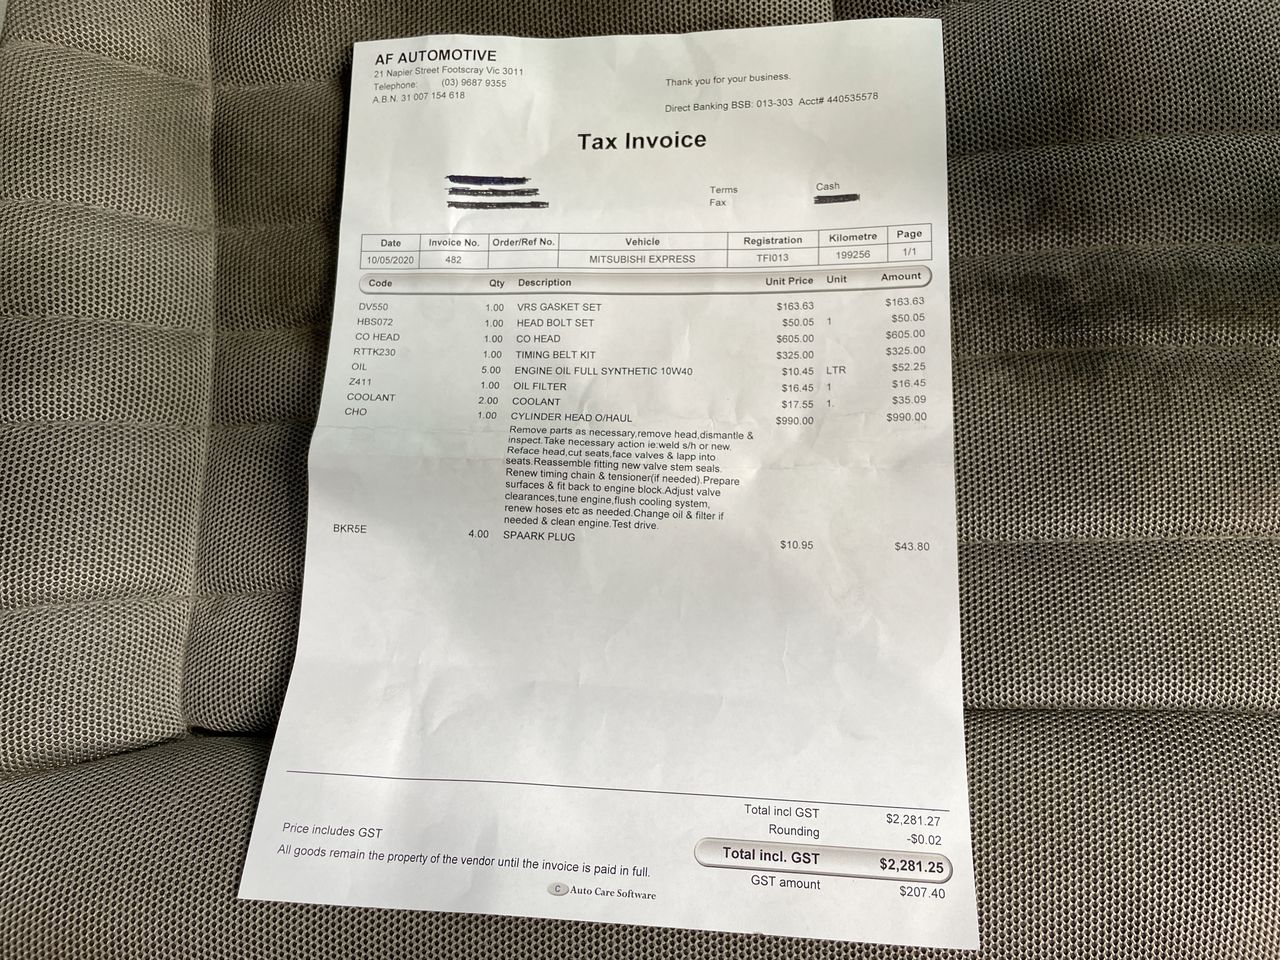 AF AUTOMOTIVE
21 Napier Street Footscray Vic 3011
Telephone: (03) 9687 9355
A.B.N. 31 007 154 618
Thank you for your business.
Direct Banking BSB: 013-303 Acct# 440535578
Tax Invoice
Terms Cash
Fax
Date Invoice No. Order/Ref No. Vehicle Registration Kilometre Page
10/05/2020 482 MITSUBISHI EXPRESS TFI013 199256 1/1
Code Qty Description Unit Price Unit Amount
DV550 1.00 VRS GASKET SET $163.63 $163.63
HBS072 1.00 HEAD BOLT SET $50.05 1 $50.05
CO HEAD 1.00 CO HEAD $605.00 $605.00
RTTK230 1.00 TIMING BELT KIT $325.00 $325.00
OIL 5.00 ENGINE OIL FULL SYNTHETIC 10W40 $10.45 LTR $52.25
Z411 1.00 OIL FILTER $16.45 1 $16.45
COOLANT 2.00 COOLANT $17.55 1. $35.09
CHO 1.00 CYLINDER HEAD O/HAUL $990.00 $990.00
Remove parts as necessary,remove head,dismantle &
inspect.Take necessary action ie:weld s/h or new.
Reface head,cut seats,face valves & lapp into
seats.Reassemble fitting new valve stem seals.
Renew timing chain & tensioner(if needed).Prepare
surfaces & fit back to engine block.Adjust valve
clearances,tune engine,flush cooling system,
renew hoses etc as needed.Change oil & filter if
needed & clean engine.Test drive.
BKR5E 4.00 SPAARK PLUG $10.95 $43.80
Total incl GST $2,281.27
Rounding -$0.02
Price includes GST
Total incl. GST $2,281.25
All goods remain the property of the vendor until the invoice is paid in full.
GST amount $207.40
C Auto Care Software